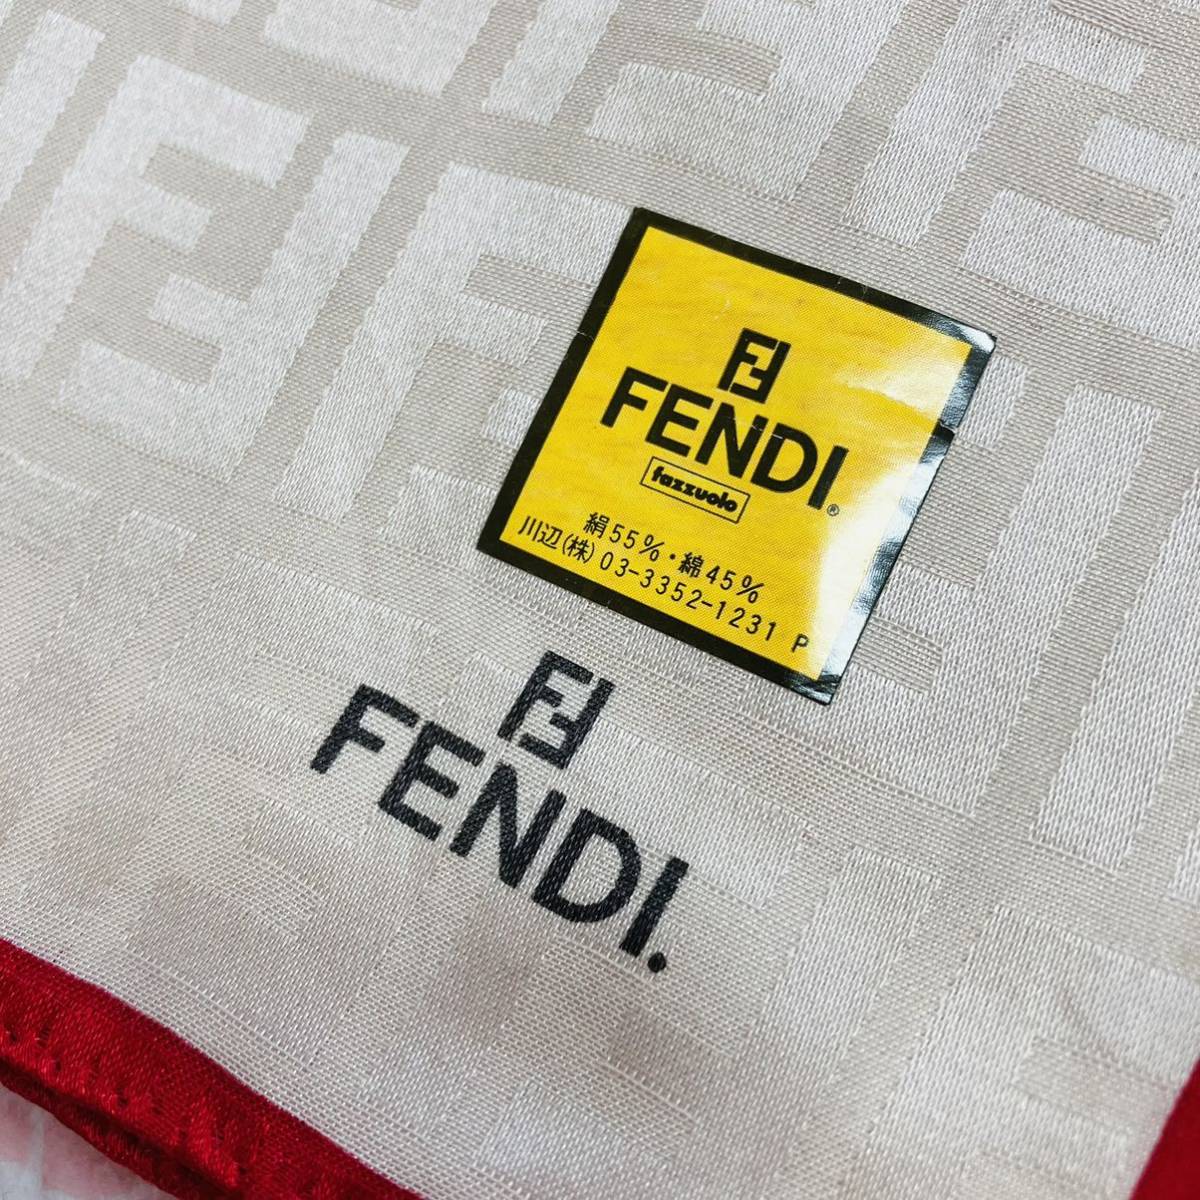 FENDI.®
fazzuolo
絹55%・綿45%
川辺(株) 03-3352-1231 P
FENDI.